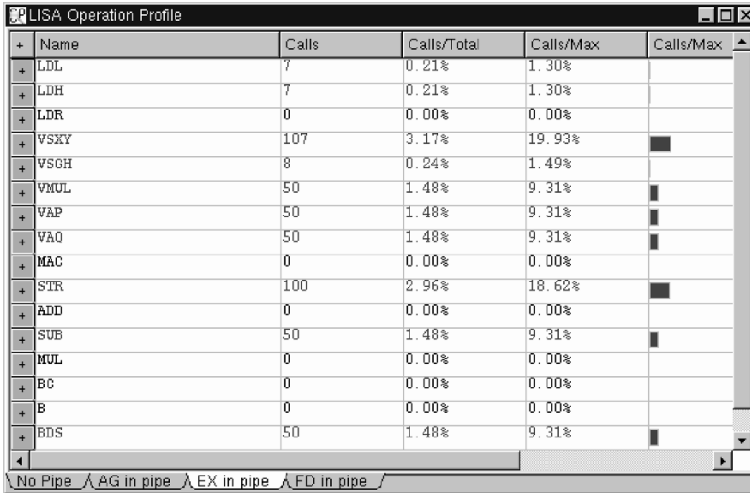 LISA Operation Profile
+ Name Calls Calls/Total Calls/Max Calls/Max
+ LDL 7 0.21% 1.30%
+ LDH 7 0.21% 1.30%
+ LDR 0 0.00% 0.00%
+ VSXY 107 3.17% 19.93%
+ VSGH 8 0.24% 1.49%
+ VMUL 50 1.48% 9.31%
+ VAP 50 1.48% 9.31%
+ VAQ 50 1.48% 9.31%
+ MAC 0 0.00% 0.00%
+ STR 100 2.96% 18.62%
+ ADD 0 0.00% 0.00%
+ SUB 50 1.48% 9.31%
+ MUL 0 0.00% 0.00%
+ BC 0 0.00% 0.00%
+ B 0 0.00% 0.00%
+ BDS 50 1.48% 9.31%
No Pipe AG in pipe EX in pipe FD in pipe